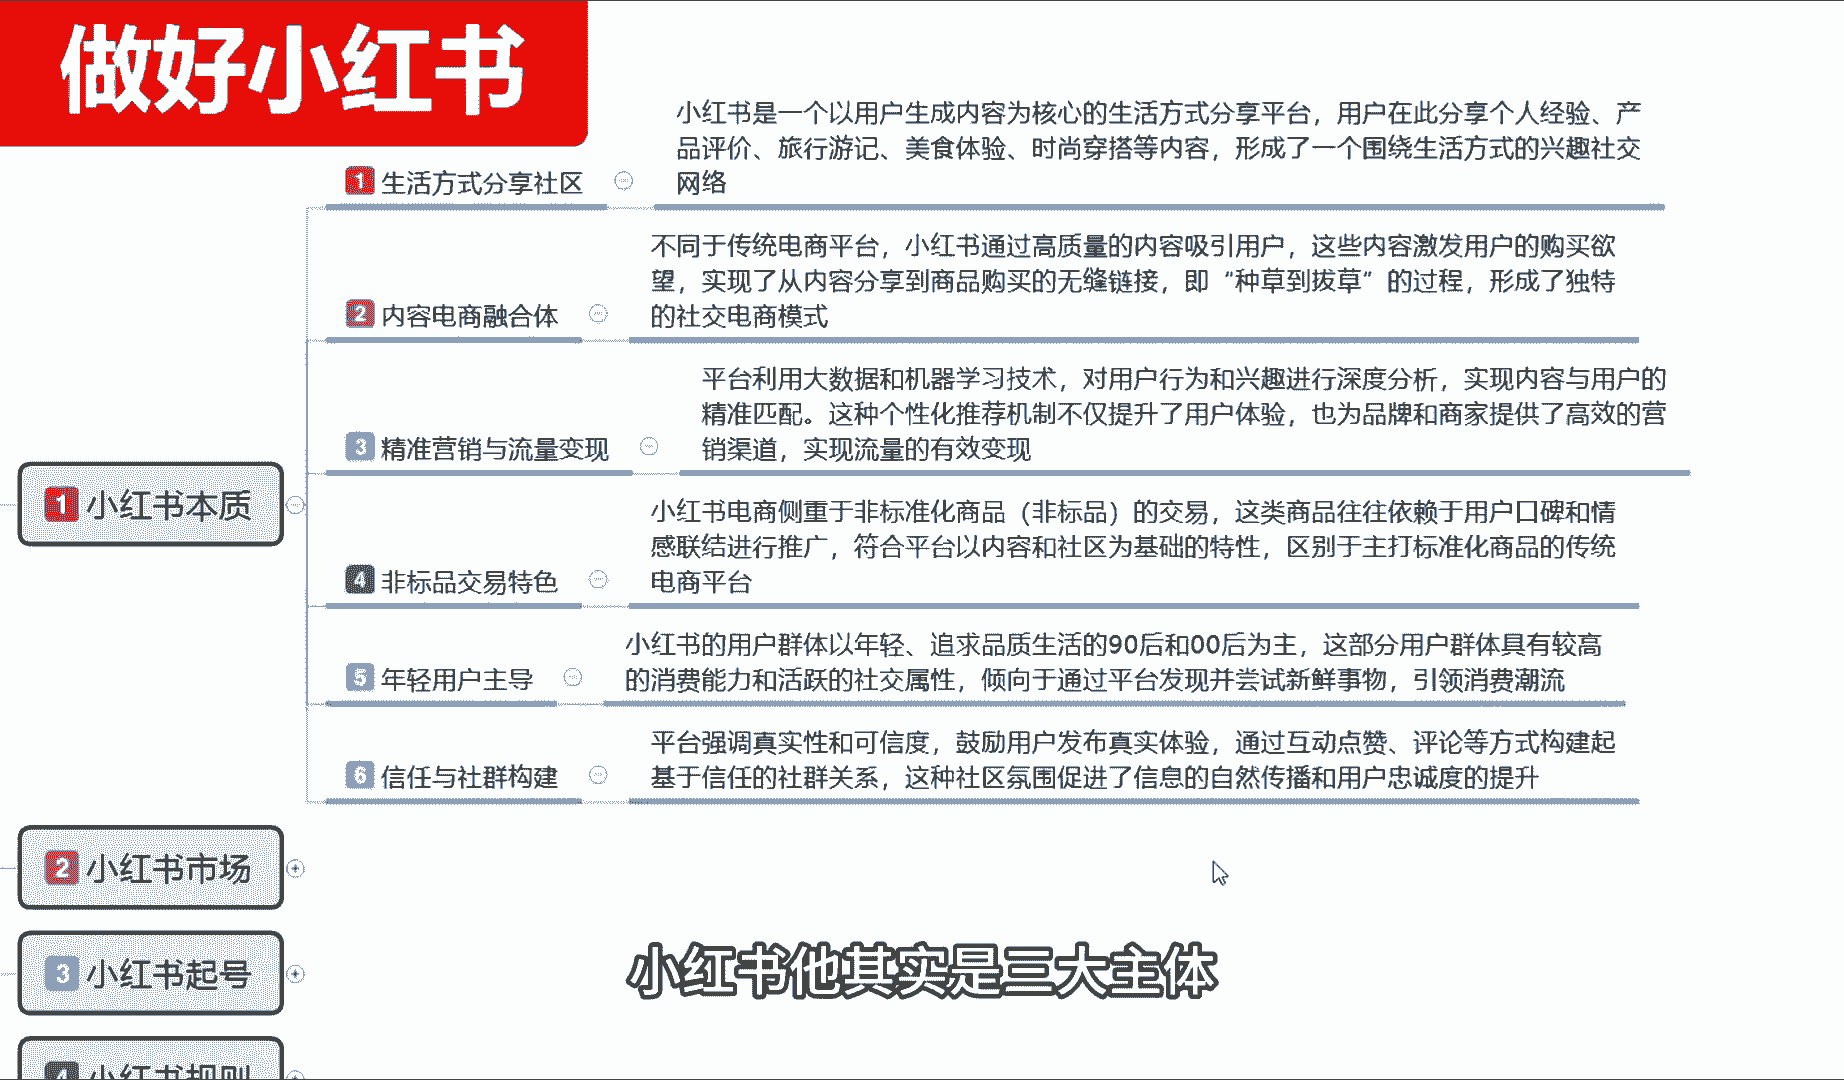 做好小红书
小红书是一个以用户生成内容为核心的生活方式分享平台，用户在此分享个人经验、产
品评价、旅行游记、美食体验、时尚穿搭等内容，形成了一个围绕生活方式的兴趣社交
网络
1 生活方式分享社区
不同于传统电商平台，小红书通过高质量的内容吸引用户，这些内容激发用户的购买欲
望，实现了从内容分享到商品购买的无缝链接，即“种草到拔草”的过程，形成了独特
的社交电商模式
2 内容电商融合体
平台利用大数据和机器学习技术，对用户行为和兴趣进行深度分析，实现内容与用户的
精准匹配。这种个性化推荐机制不仅提升了用户体验，也为品牌和商家提供了高效的营
销渠道，实现流量的有效变现
3 精准营销与流量变现
1 小红书本质
小红书电商侧重于非标准化商品（非标品）的交易，这类商品往往依赖于用户口碑和情
感联结进行推广，符合平台以内容和社区为基础的特性，区别于主打标准化商品的传统
电商平台
4 非标品交易特色
小红书的用户群体以年轻、追求品质生活的90后和00后为主，这部分用户群体具有较高
的消费能力和活跃的社交属性，倾向于通过平台发现并尝试新鲜事物，引领消费潮流
5 年轻用户主导
平台强调真实性和可信度，鼓励用户发布真实体验，通过互动点赞、评论等方式构建起
基于信任的社群关系，这种社区氛围促进了信息的自然传播和用户忠诚度的提升
6 信任与社群构建
2 小红书市场
3 小红书起号
小红书他其实是三大主体
4 小红书规则